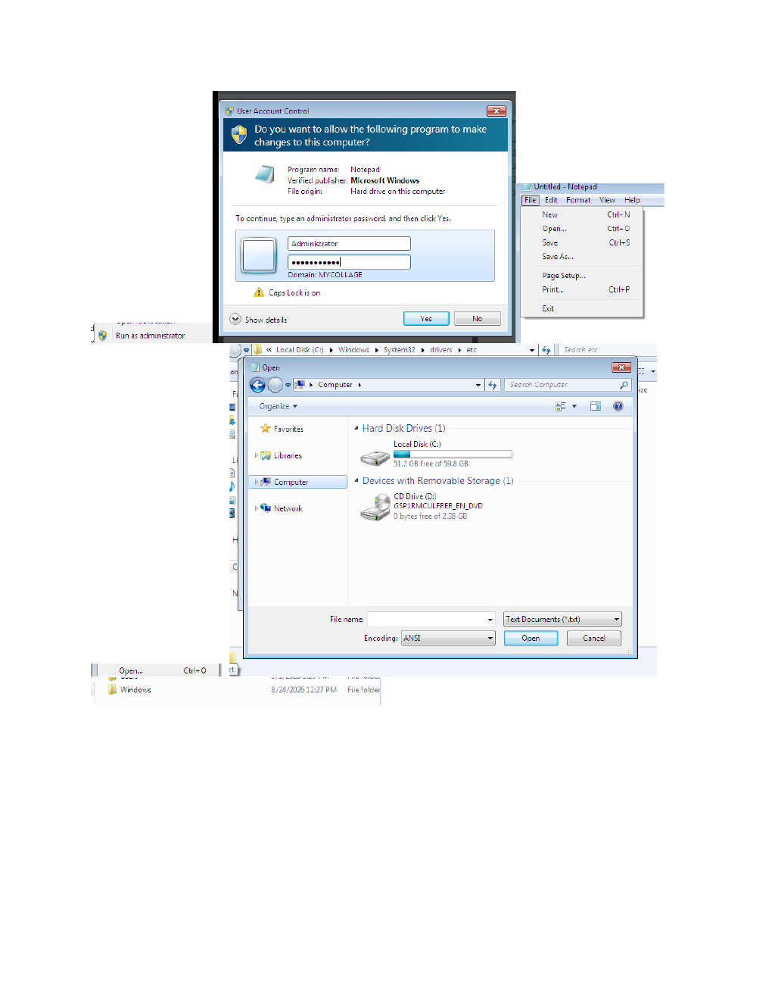 User Account Control
Do you want to allow the following program to make
changes to this computer?
Program name: Notepad
Verified publisher: Microsoft Windows
File origin: Hard drive on this computer
To continue, type an administrator password, and then click Yes.
Administrator
Domain: MYCOLLAGE
Caps Lock is on
Show details
Yes
No
Untitled - Notepad
File Edit Format View Help
New Ctrl+N
Open... Ctrl+O
Save Ctrl+S
Save As...
Page Setup...
Print... Ctrl+P
Exit
Run as administrator
« Local Disk (C:) Windows System32 drivers etc
Search etc
Open
Computer
Search Computer
Organize
Favorites
Libraries
Computer
Network
Hard Disk Drives (1)
Local Disk (C:)
51.2 GB free of 59.8 GB
Devices with Removable Storage (1)
CD Drive (D:)
GSP1RMCULFRER_EN_DVD
0 bytes free of 2.38 GB
File name:
Text Documents (*.txt)
Encoding: ANSI
Open
Cancel
Open... Ctrl+O
Windows 8/24/2026 12:27 PM File folder